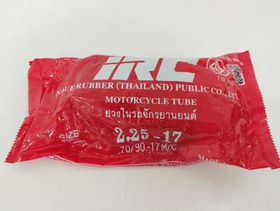 IRC
INOUE RUBBER (THAILAND) PUBLIC CO., LTD.
MOTORCYCLE TUBE
ยางในรถจักรยานยนต์
SIZE
2.25-17
70/90-17M/C